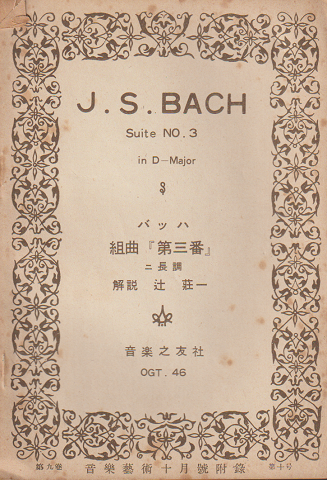 J.S.BACH
Suite NO.3
in D-Major
バッハ
組曲『第三番』
ニ長調
解説 辻 莊一
音楽之友社
OGT. 46
第九卷 音樂藝術十月號附錄 第十号